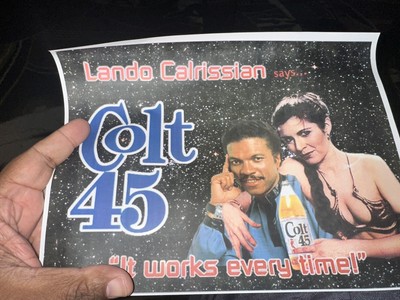 Lando Calrissian says...
Colt
45
Colt
45
"It works every time!"